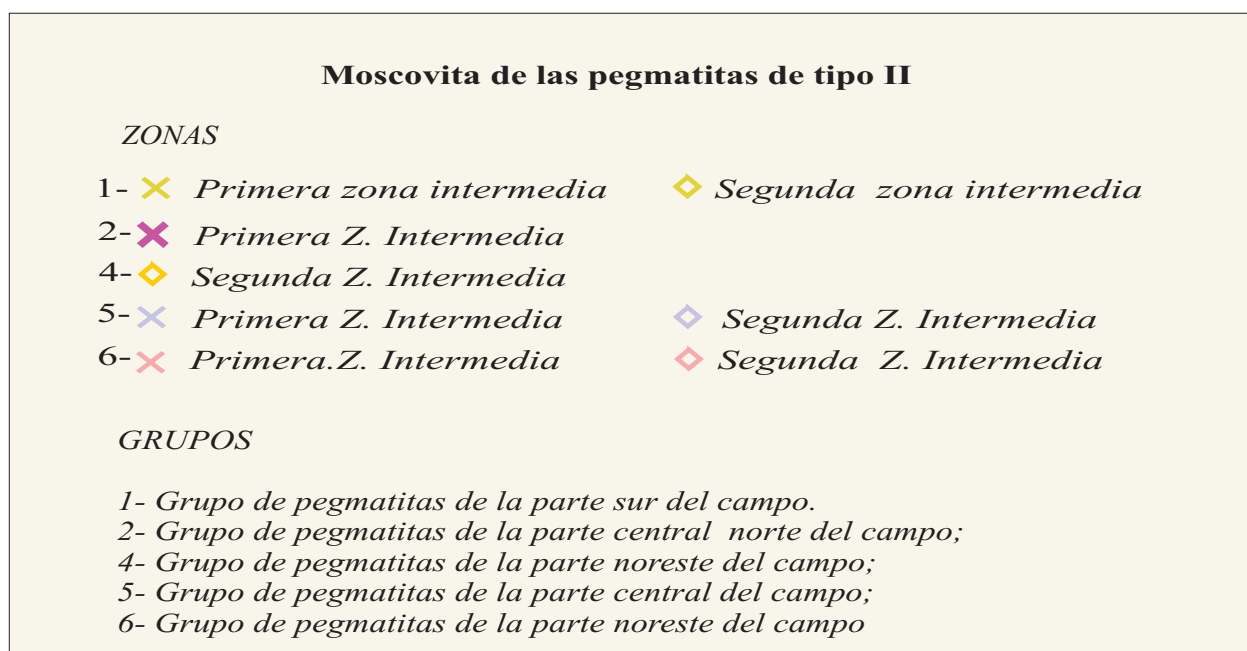 Moscovita de las pegmatitas de tipo II
ZONAS
1- Primera zona intermedia Segunda zona intermedia
2- Primera Z. Intermedia
4- Segunda Z. Intermedia
5- Primera Z. Intermedia Segunda Z. Intermedia
6- Primera.Z. Intermedia Segunda Z. Intermedia
GRUPOS
1- Grupo de pegmatitas de la parte sur del campo.
2- Grupo de pegmatitas de la parte central norte del campo;
4- Grupo de pegmatitas de la parte noreste del campo;
5- Grupo de pegmatitas de la parte central del campo;
6- Grupo de pegmatitas de la parte noreste del campo